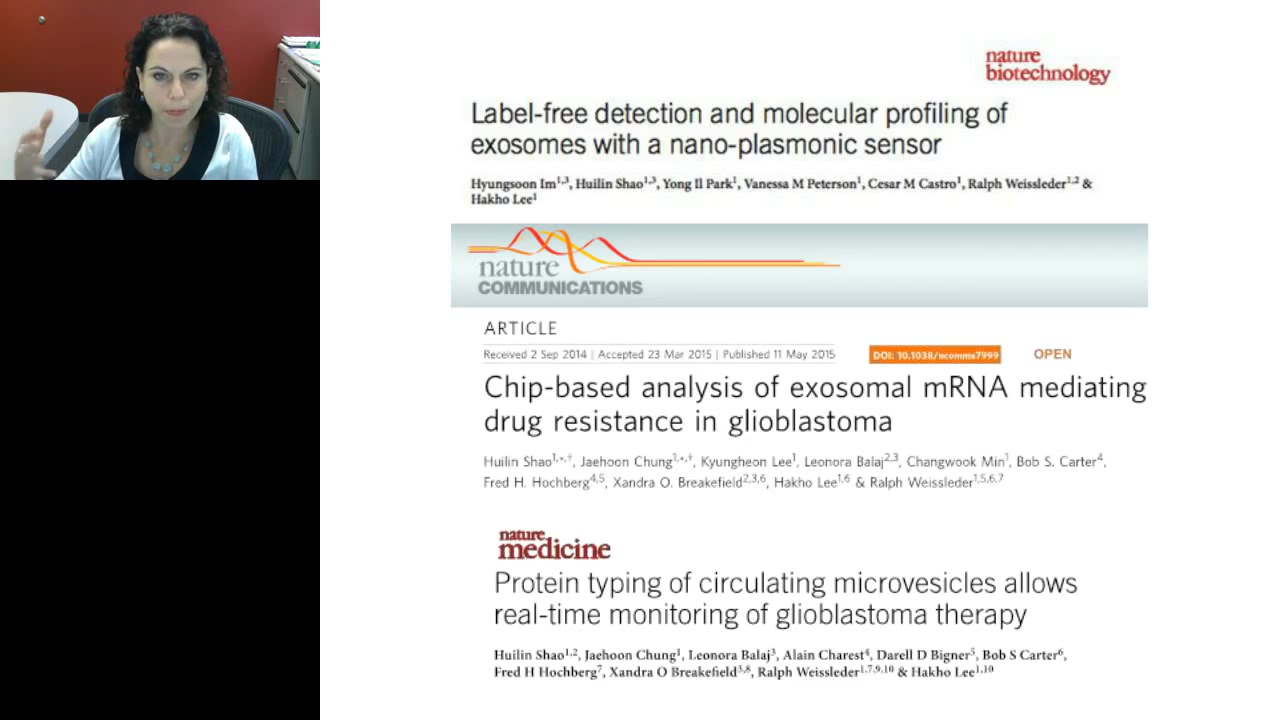 nature
biotechnology
Label-free detection and molecular profiling of
exosomes with a nano-plasmonic sensor
Hyungsoon Im1,3, Huilin Shao1,3, Yong Il Park1, Vanessa M Peterson1, Cesar M Castro1, Ralph Weissleder1,2 &
Hakho Lee1
nature
COMMUNICATIONS
ARTICLE
Received 2 Sep 2014 | Accepted 23 Mar 2015 | Published 11 May 2015
DOI: 10.1038/ncomms7999
OPEN
Chip-based analysis of exosomal mRNA mediating
drug resistance in glioblastoma
Huilin Shao1,*,†, Jaehoon Chung1,*,†, Kyungheon Lee1, Leonora Balaj2,3, Changwook Min1, Bob S. Carter4,
Fred H. Hochberg4,5, Xandra O. Breakefield2,3,6, Hakho Lee1,6 & Ralph Weissleder1,5,6,7
nature
medicine
Protein typing of circulating microvesicles allows
real-time monitoring of glioblastoma therapy
Huilin Shao1,2, Jaehoon Chung1, Leonora Balaj3, Alain Charest4, Darell D Bigner5, Bob S Carter6,
Fred H Hochberg7, Xandra O Breakefield3,8, Ralph Weissleder1,7,9,10 & Hakho Lee1,10